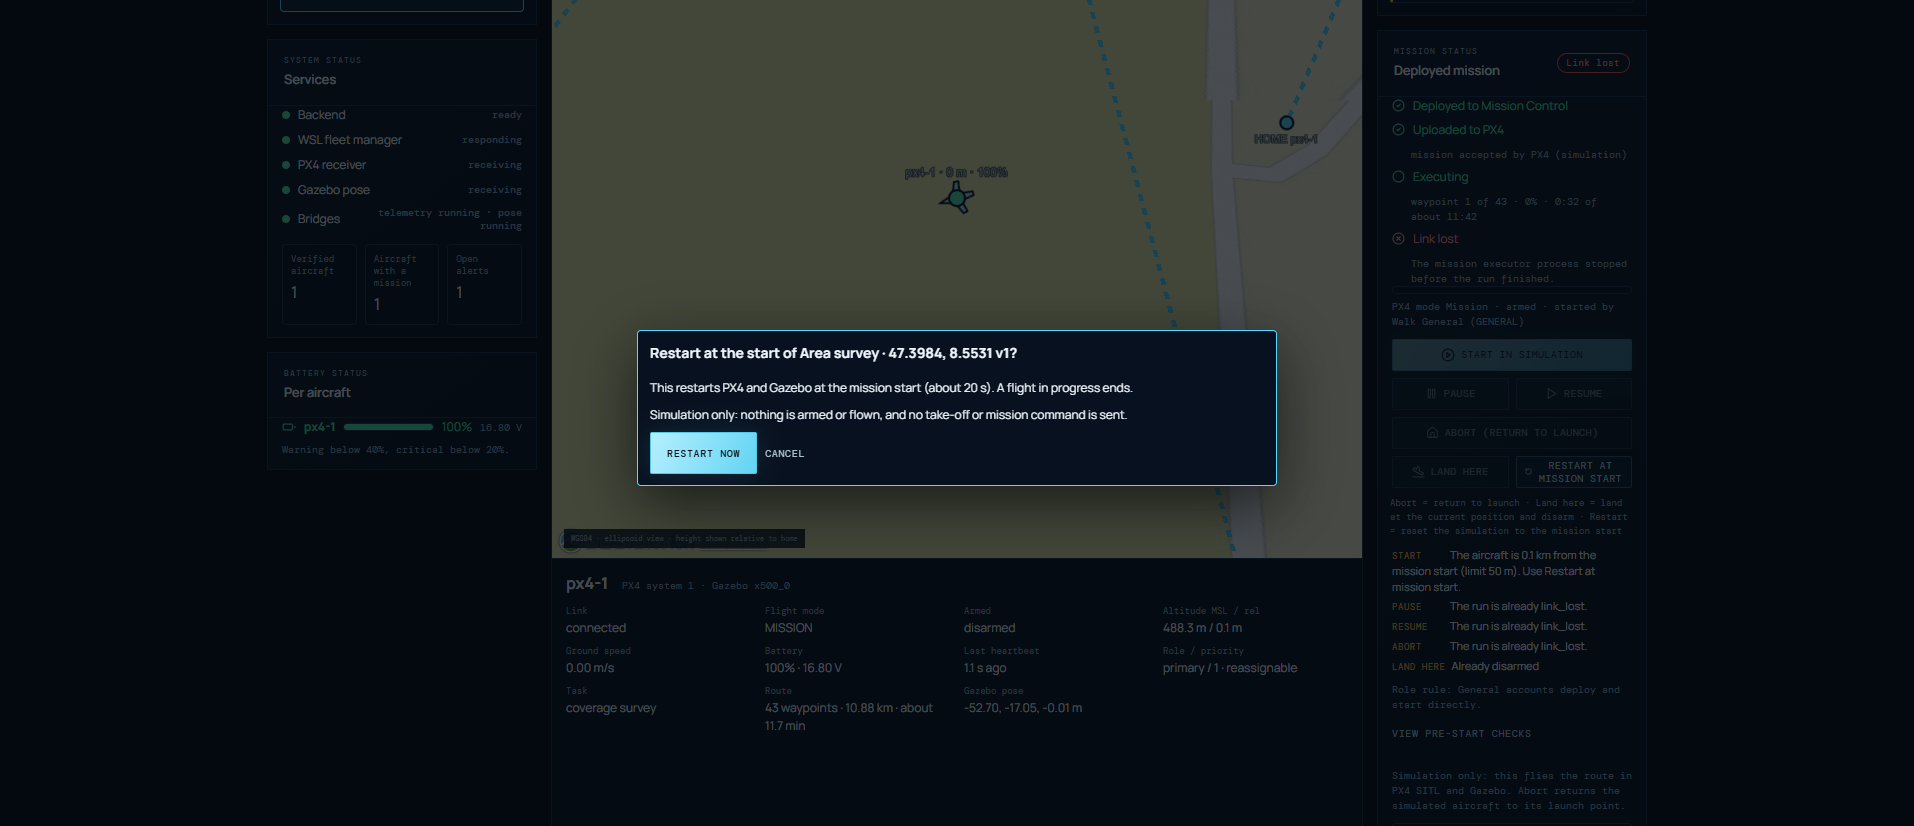 SYSTEM STATUS
Services
Backend ready
WSL fleet manager responding
PX4 receiver receiving
Gazebo pose receiving
Bridges telemetry running · pose
running
Verified
aircraft
1
Aircraft
with a
mission
1
Open
alerts
1
BATTERY STATUS
Per aircraft
px4-1 100% 16.80 V
Warning below 40%, critical below 20%.
px4-1 · 0 m · 100%
HOME px4-1
Restart at the start of Area survey · 47.3984, 8.5531 v1?
This restarts PX4 and Gazebo at the mission start (about 20 s). A flight in progress ends.
Simulation only: nothing is armed or flown, and no take-off or mission command is sent.
RESTART NOW CANCEL
WGS84 · ellipsoid view · height shown relative to home
px4-1 PX4 system 1 · Gazebo x500_0
Link
connected
Flight mode
MISSION
Armed
disarmed
Altitude MSL / rel
488.3 m / 0.1 m
Ground speed
0.00 m/s
Battery
100% · 16.80 V
Last heartbeat
1.1 s ago
Role / priority
primary / 1 · reassignable
Task
coverage survey
Route
43 waypoints · 10.88 km · about
11.7 min
Gazebo pose
-52.70, -17.05, -0.01 m
MISSION STATUS
Deployed mission
Link lost
Deployed to Mission Control
Uploaded to PX4
mission accepted by PX4 (simulation)
Executing
waypoint 1 of 43 · 0% · 0:32 of
about 11:42
Link lost
The mission executor process stopped
before the run finished.
PX4 mode Mission · armed · started by
Walk General (GENERAL)
START IN SIMULATION
PAUSE RESUME
ABORT (RETURN TO LAUNCH)
LAND HERE
RESTART AT
MISSION START
Abort = return to launch · Land here = land
at the current position and disarm · Restart
= reset the simulation to the mission start
START The aircraft is 0.1 km from the
mission start (limit 50 m). Use Restart at
mission start.
PAUSE The run is already link_lost.
RESUME The run is already link_lost.
ABORT The run is already link_lost.
LAND HERE Already disarmed
Role rule: General accounts deploy and
start directly.
VIEW PRE-START CHECKS
Simulation only: this flies the route in
PX4 SITL and Gazebo. Abort returns the
simulated aircraft to its launch point.